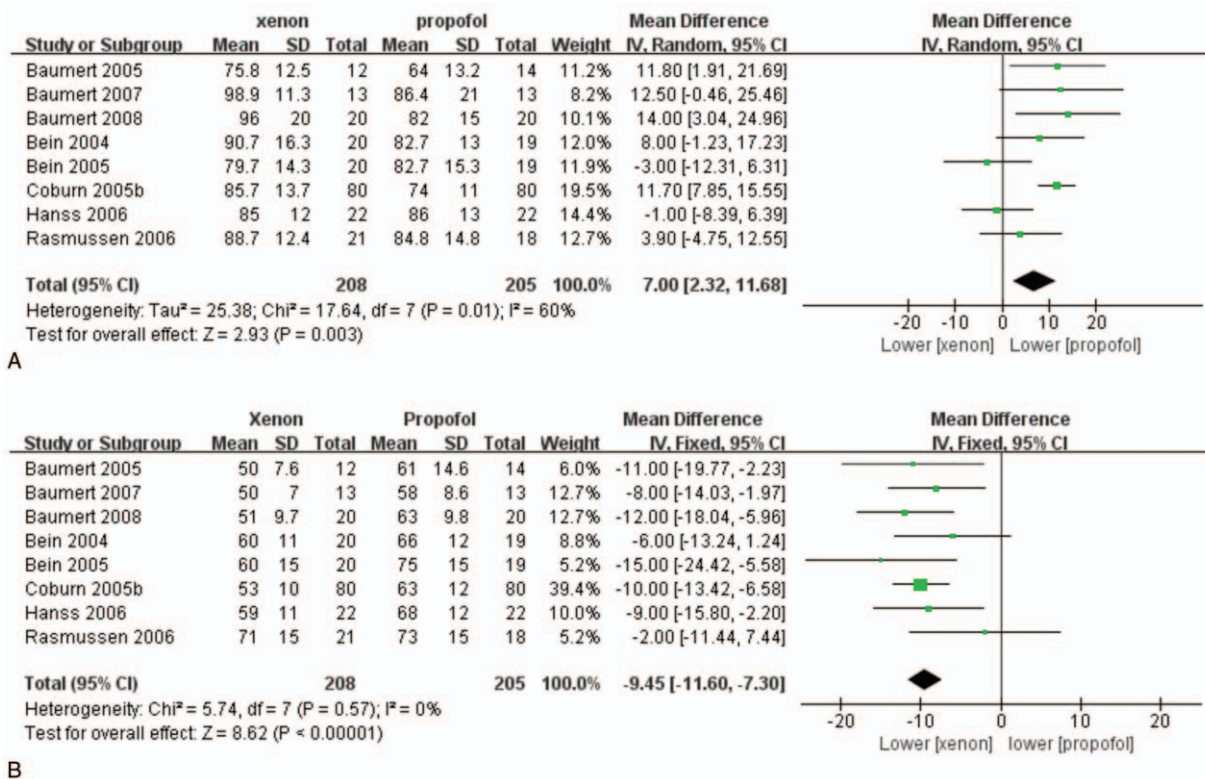 xenon propofol Mean Difference Mean Difference
Study or Subgroup Mean SD Total Mean SD Total Weight IV, Random, 95% CI IV, Random, 95% CI
Baumert 2005 75.8 12.5 12 64 13.2 14 11.2% 11.80 [1.91, 21.69]
Baumert 2007 98.9 11.3 13 86.4 21 13 8.2% 12.50 [-0.46, 25.46]
Baumert 2008 96 20 20 82 15 20 10.1% 14.00 [3.04, 24.96]
Bein 2004 90.7 16.3 20 82.7 13 19 12.0% 8.00 [-1.23, 17.23]
Bein 2005 79.7 14.3 20 82.7 15.3 19 11.9% -3.00 [-12.31, 6.31]
Coburn 2005b 85.7 13.7 80 74 11 80 19.5% 11.70 [7.85, 15.55]
Hanss 2006 85 12 22 86 13 22 14.4% -1.00 [-8.39, 6.39]
Rasmussen 2006 88.7 12.4 21 84.8 14.8 18 12.7% 3.90 [-4.75, 12.55]
Total (95% CI) 208 205 100.0% 7.00 [2.32, 11.68]
Heterogeneity: Tau² = 25.38; Chi² = 17.64, df = 7 (P = 0.01); I² = 60%
Test for overall effect: Z = 2.93 (P = 0.003)
-20 -10 0 10 20
Lower [xenon] Lower [propofol]
A
Xenon Propofol Mean Difference Mean Difference
Study or Subgroup Mean SD Total Mean SD Total Weight IV, Fixed, 95% CI IV, Fixed, 95% CI
Baumert 2005 50 7.6 12 61 14.6 14 6.0% -11.00 [-19.77, -2.23]
Baumert 2007 50 7 13 58 8.6 13 12.7% -8.00 [-14.03, -1.97]
Baumert 2008 51 9.7 20 63 9.8 20 12.7% -12.00 [-18.04, -5.96]
Bein 2004 60 11 20 66 12 19 8.8% -6.00 [-13.24, 1.24]
Bein 2005 60 15 20 75 15 19 5.2% -15.00 [-24.42, -5.58]
Coburn 2005b 53 10 80 63 12 80 39.4% -10.00 [-13.42, -6.58]
Hanss 2006 59 11 22 68 12 22 10.0% -9.00 [-15.80, -2.20]
Rasmussen 2006 71 15 21 73 15 18 5.2% -2.00 [-11.44, 7.44]
Total (95% CI) 208 205 100.0% -9.45 [-11.60, -7.30]
Heterogeneity: Chi² = 5.74, df = 7 (P = 0.57); I² = 0%
Test for overall effect: Z = 8.62 (P < 0.00001)
-20 -10 0 10 20
Lower [xenon] lower [propofol]
B